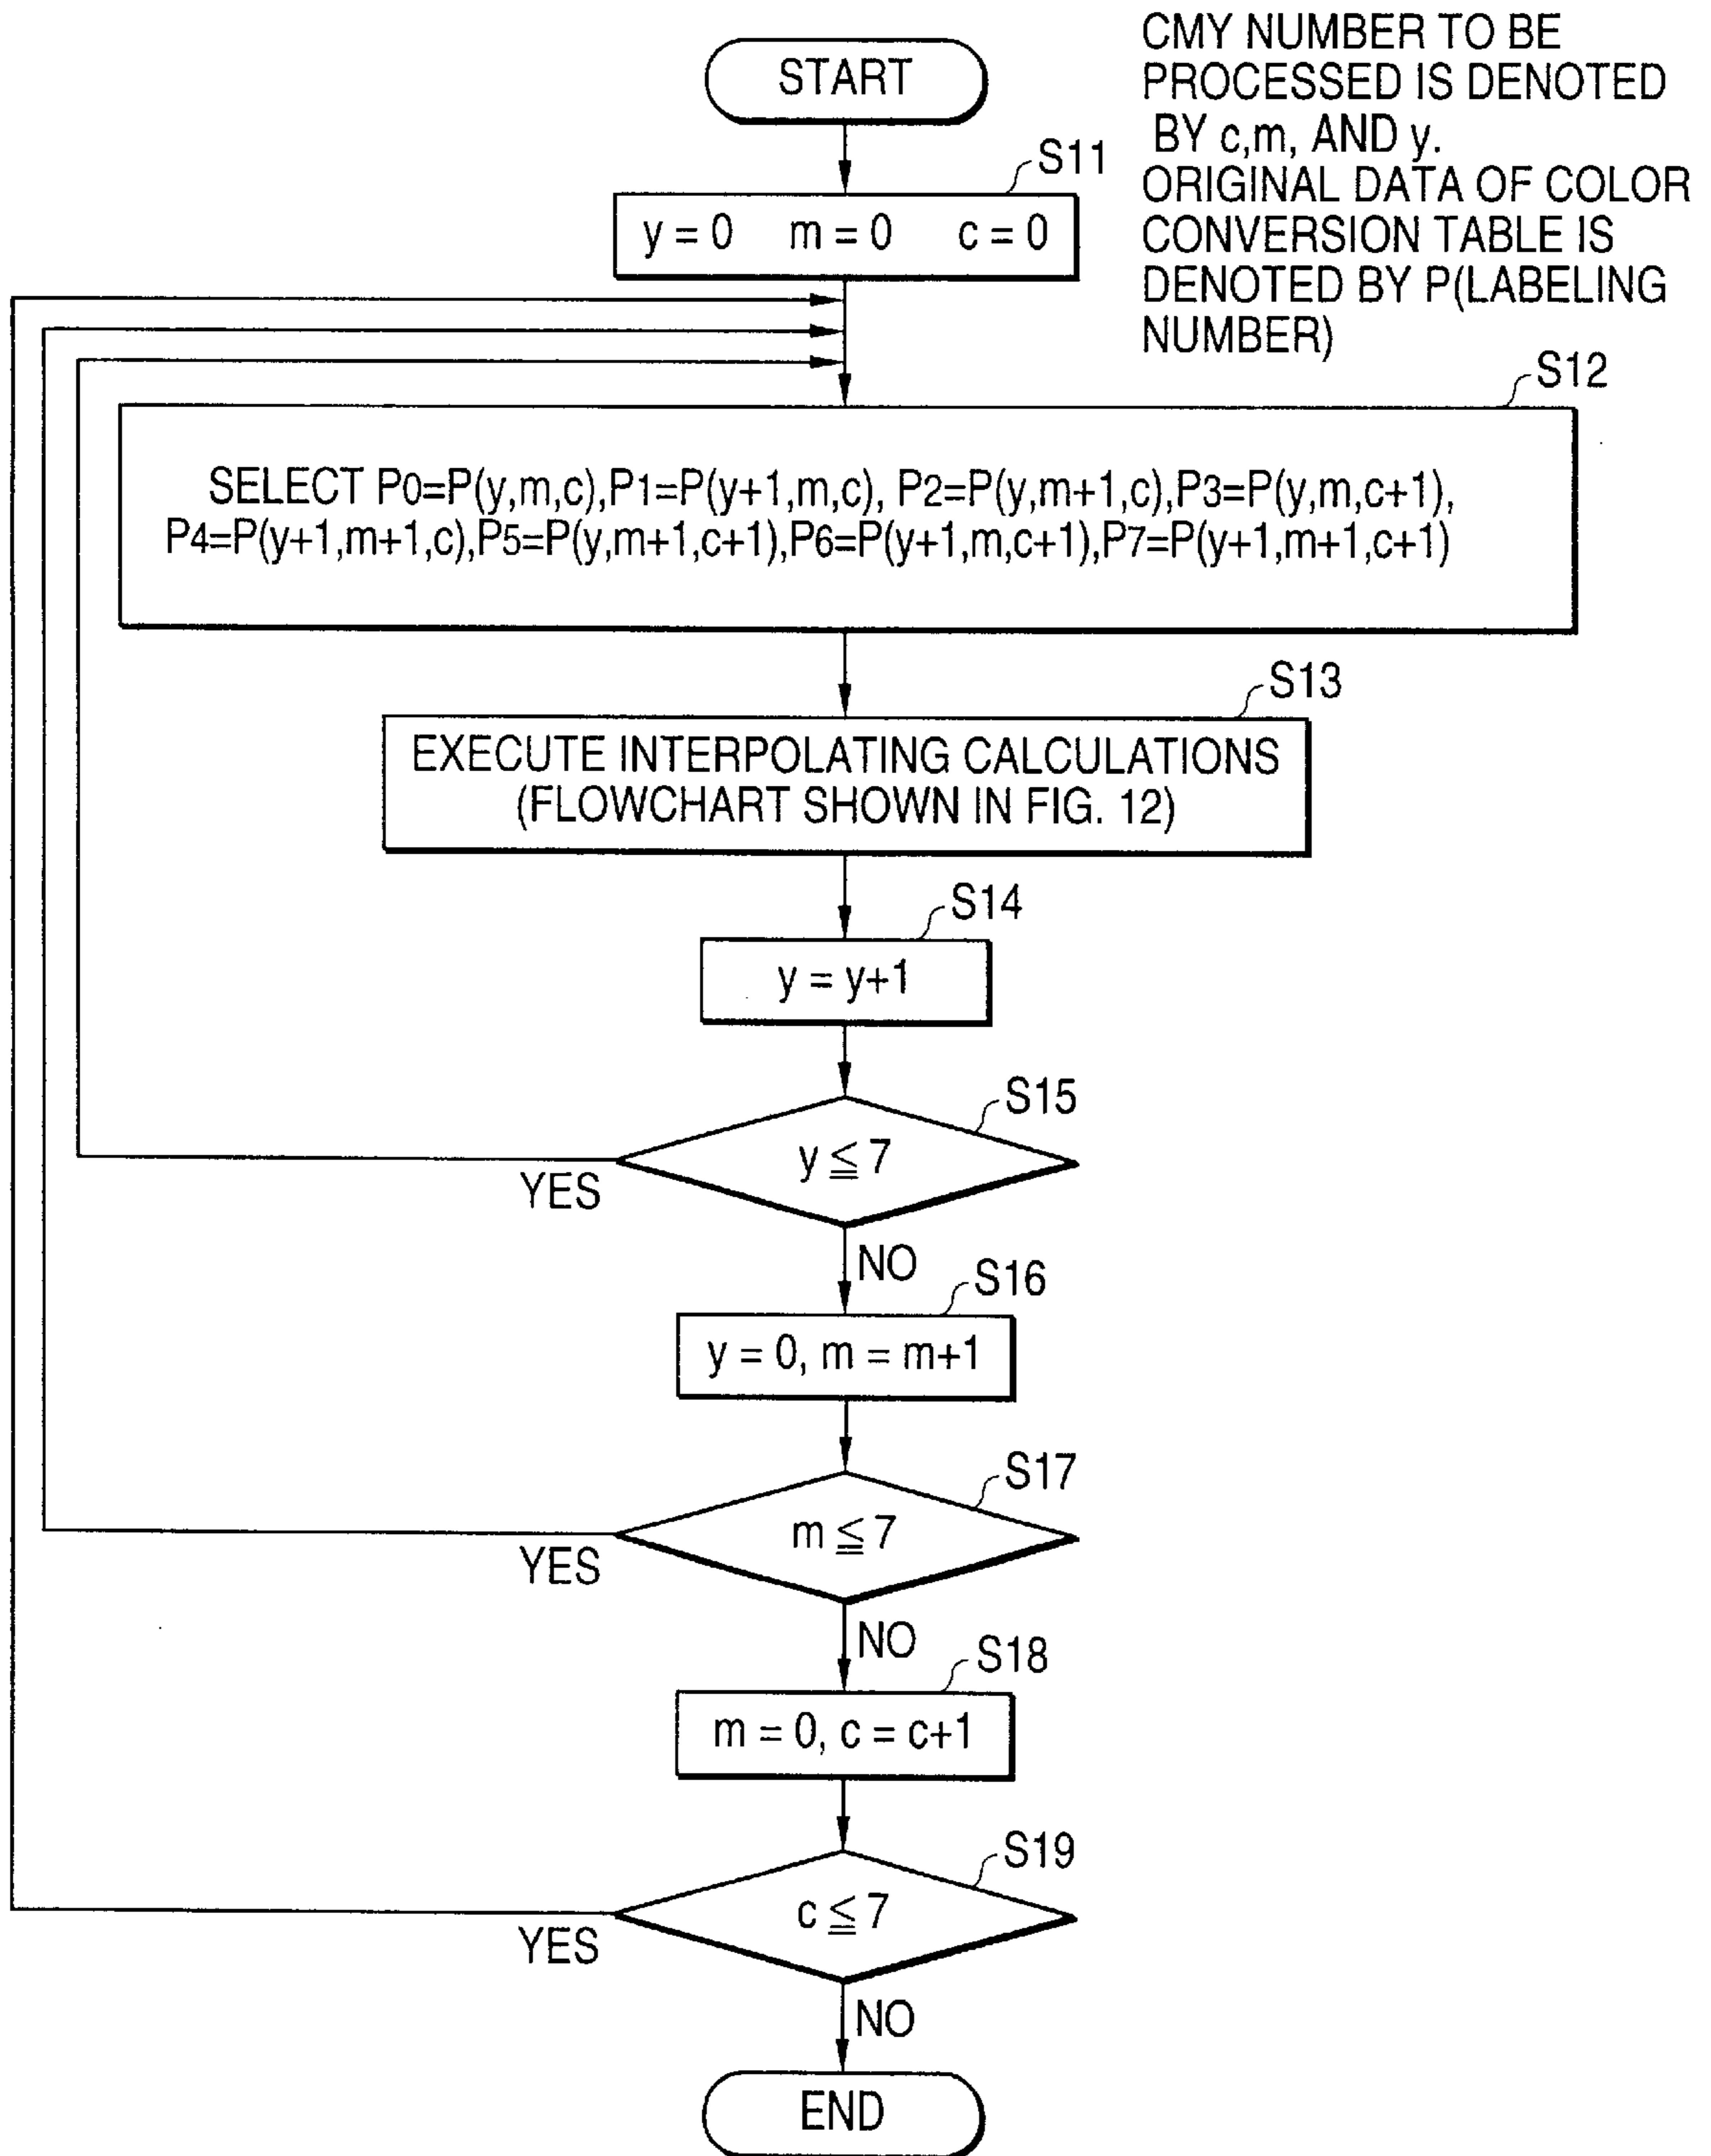 CMY NUMBER TO BE
PROCESSED IS DENOTED
BY c,m, AND y.
ORIGINAL DATA OF COLOR
CONVERSION TABLE IS
DENOTED BY P(LABELING
NUMBER)
START
S11
y = 0 m = 0 c = 0
S12
SELECT P0=P(y,m,c),P1=P(y+1,m,c), P2=P(y,m+1,c),P3=P(y,m,c+1),
P4=P(y+1,m+1,c),P5=P(y,m+1,c+1),P6=P(y+1,m,c+1),P7=P(y+1,m+1,c+1)
S13
EXECUTE INTERPOLATING CALCULATIONS
(FLOWCHART SHOWN IN FIG. 12)
S14
y = y+1
S15
y ≦ 7
YES
NO
S16
y = 0, m = m+1
S17
m ≦ 7
YES
NO
S18
m = 0, c = c+1
S19
c ≦ 7
YES
NO
END